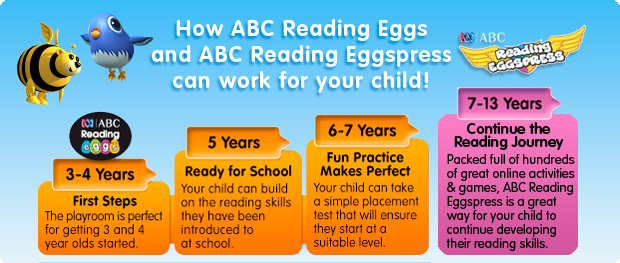 How ABC Reading Eggs
and ABC Reading Eggspress
can work for your child!
ABC
Reading
EGGSPRESS
ABC
Reading
eggs
3-4 Years
First Steps
The playroom is perfect
for getting 3 and 4
year olds started.
5 Years
Ready for School
Your child can build
on the reading skills
they have been
introduced to
at school.
6-7 Years
Fun Practice
Makes Perfect
Your child can take
a simple placement
test that will ensure
they start at a
suitable level.
7-13 Years
Continue the
Reading Journey
Packed full of hundreds
of great online activities
& games, ABC Reading
Eggspress is a great
way for your child to
continue developing
their reading skills.